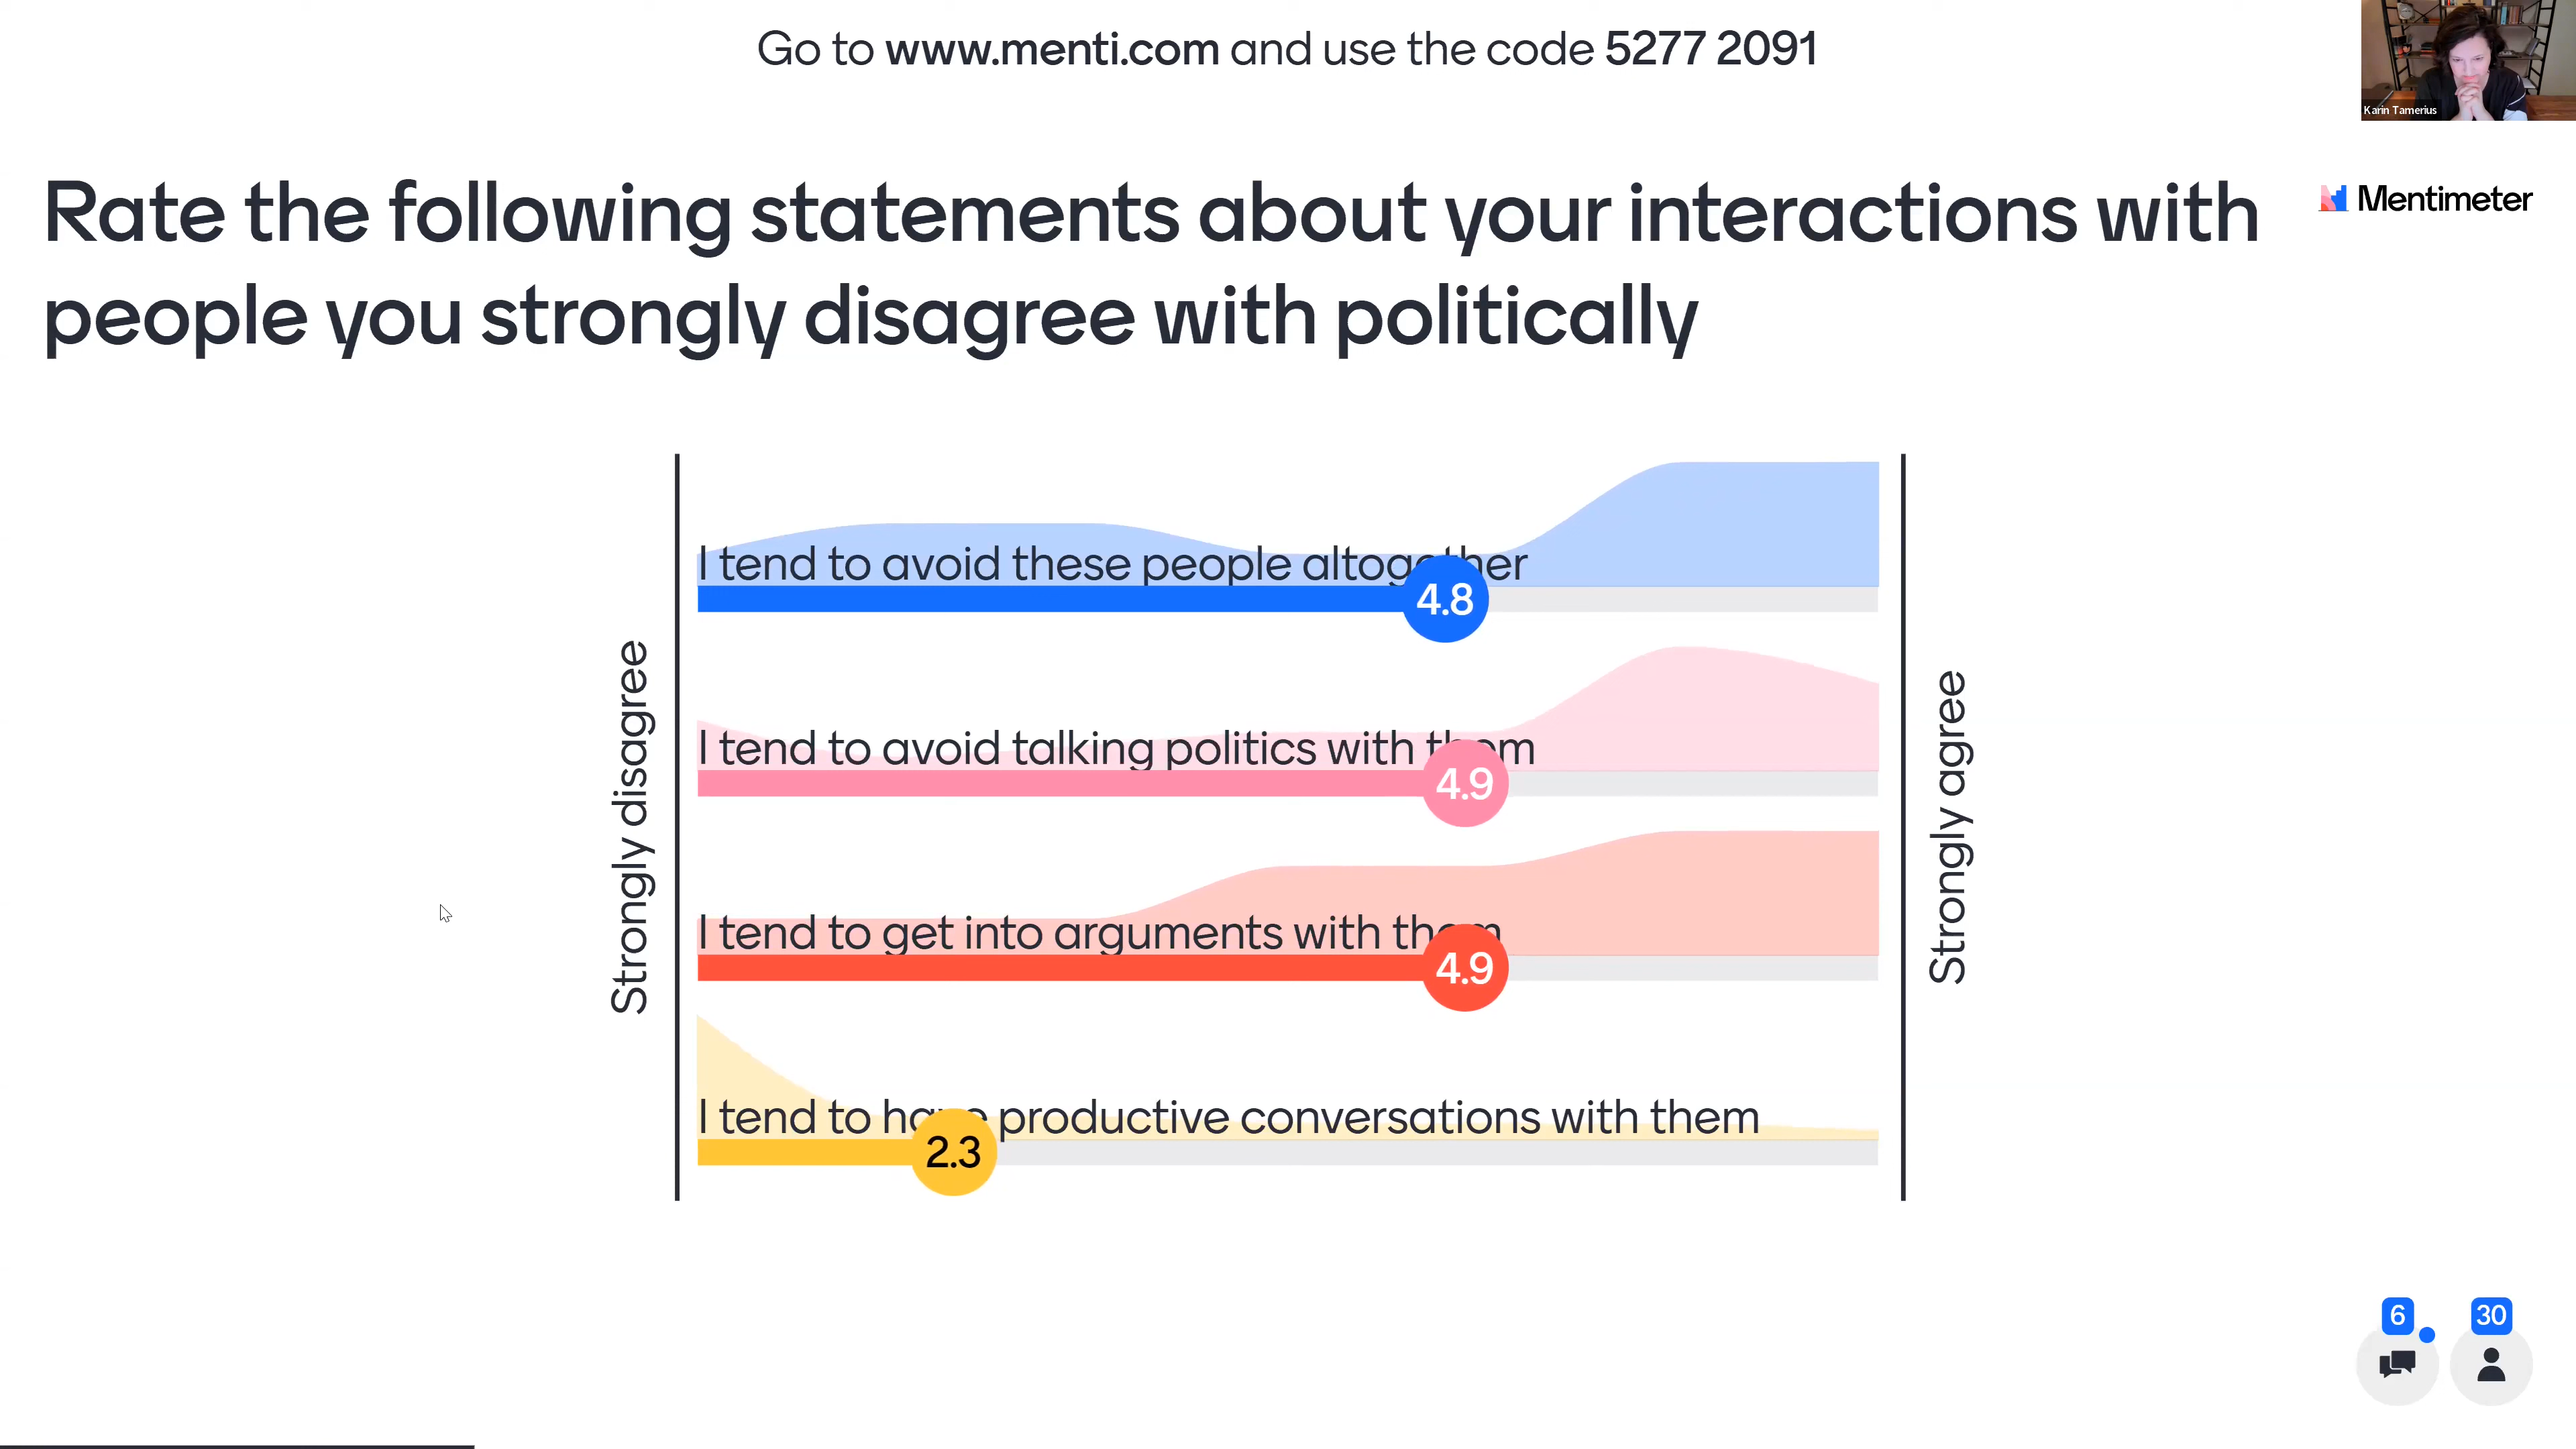 Go to www.menti.com and use the code 5277 2091
Karin Tamerius
Rate the following statements about your interactions with
people you strongly disagree with politically
Mentimeter
Strongly disagree
I tend to avoid these people altogether
4.8
I tend to avoid talking politics with them
4.9
I tend to get into arguments with them
4.9
I tend to have productive conversations with them
2.3
Strongly agree
6
30